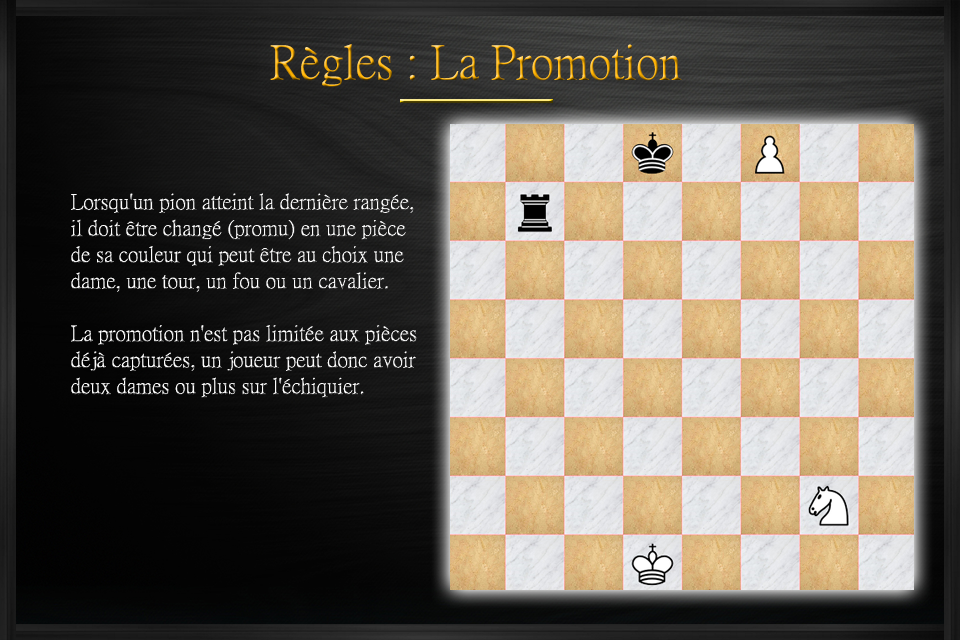 Règles : La Promotion
Lorsqu'un pion atteint la dernière rangée,
il doit être changé (promu) en une pièce
de sa couleur qui peut être au choix une
dame, une tour, un fou ou un cavalier.
La promotion n'est pas limitée aux pièces
déjà capturées, un joueur peut donc avoir
deux dames ou plus sur l'échiquier.